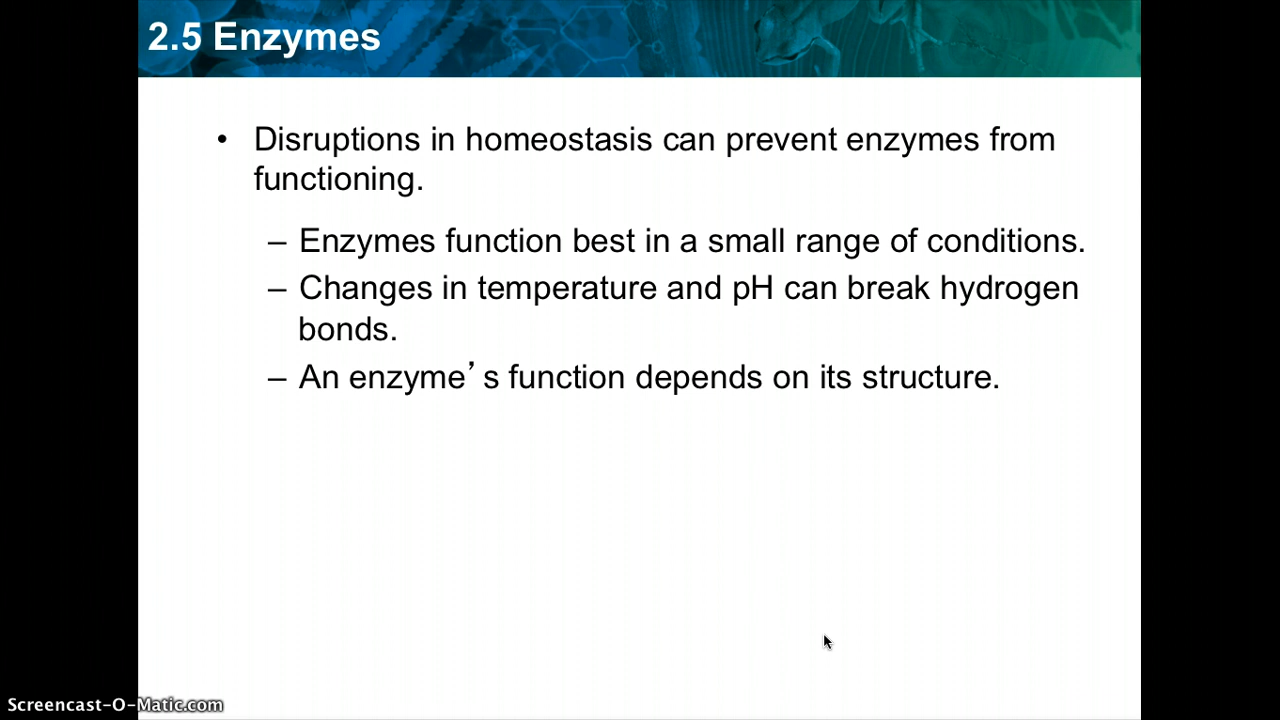 2.5 Enzymes
• Disruptions in homeostasis can prevent enzymes from
functioning.
– Enzymes function best in a small range of conditions.
– Changes in temperature and pH can break hydrogen
bonds.
– An enzyme’s function depends on its structure.
Screencast-O-Matic.com